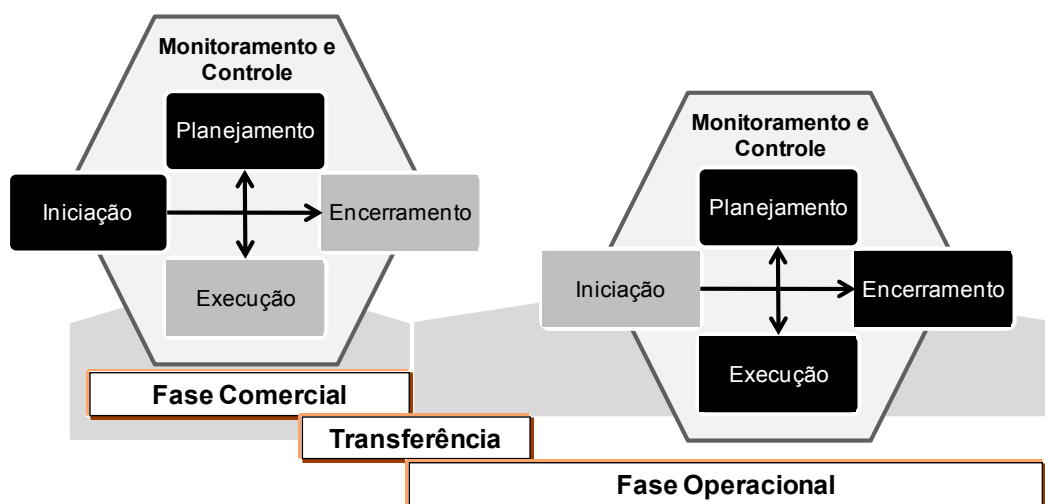 Monitoramento e
Controle
Planejamento
Iniciação
Encerramento
Execução
Monitoramento e
Controle
Planejamento
Iniciação
Encerramento
Execução
Fase Comercial
Transferência
Fase Operacional